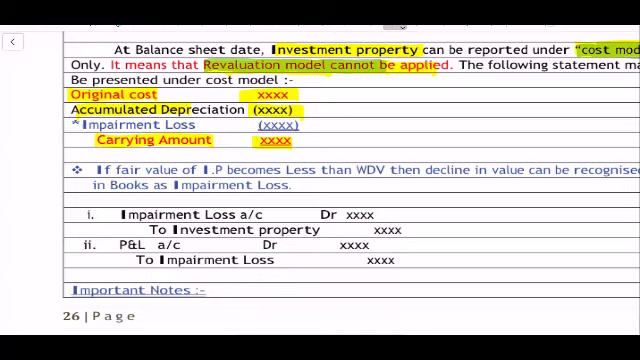 At Balance sheet date, Investment property can be reported under "cost mod
Only. It means that Revaluation model cannot be applied. The following statement ma
Be presented under cost model :-
Original cost xxxx
Accumulated Depreciation (xxxx)
*Impairment Loss (xxxx)
Carrying Amount xxxx
❖ If fair value of I.P becomes Less than WDV then decline in value can be recognised
in Books as Impairment Loss.
i. Impairment Loss a/c Dr xxxx
To Investment property xxxx
ii. P&L a/c Dr xxxx
To Impairment Loss xxxx
Important Notes :-
26 | Page